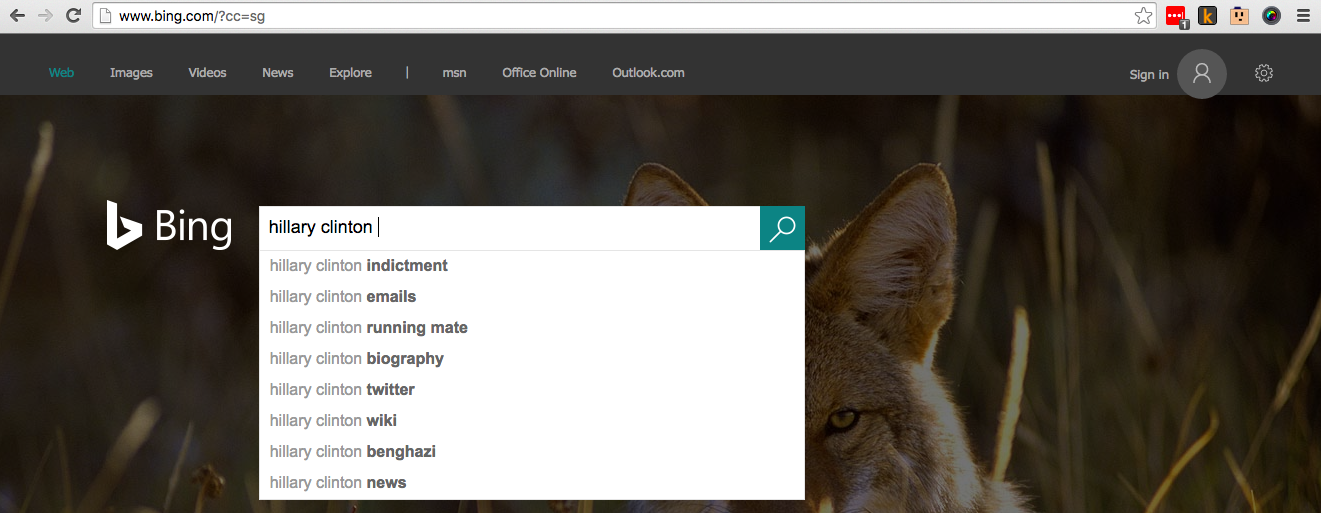 www.bing.com/?cc=sg
1
k
Web Images Videos News Explore | msn Office Online Outlook.com Sign in
Bing
hillary clinton
hillary clinton indictment
hillary clinton emails
hillary clinton running mate
hillary clinton biography
hillary clinton twitter
hillary clinton wiki
hillary clinton benghazi
hillary clinton news